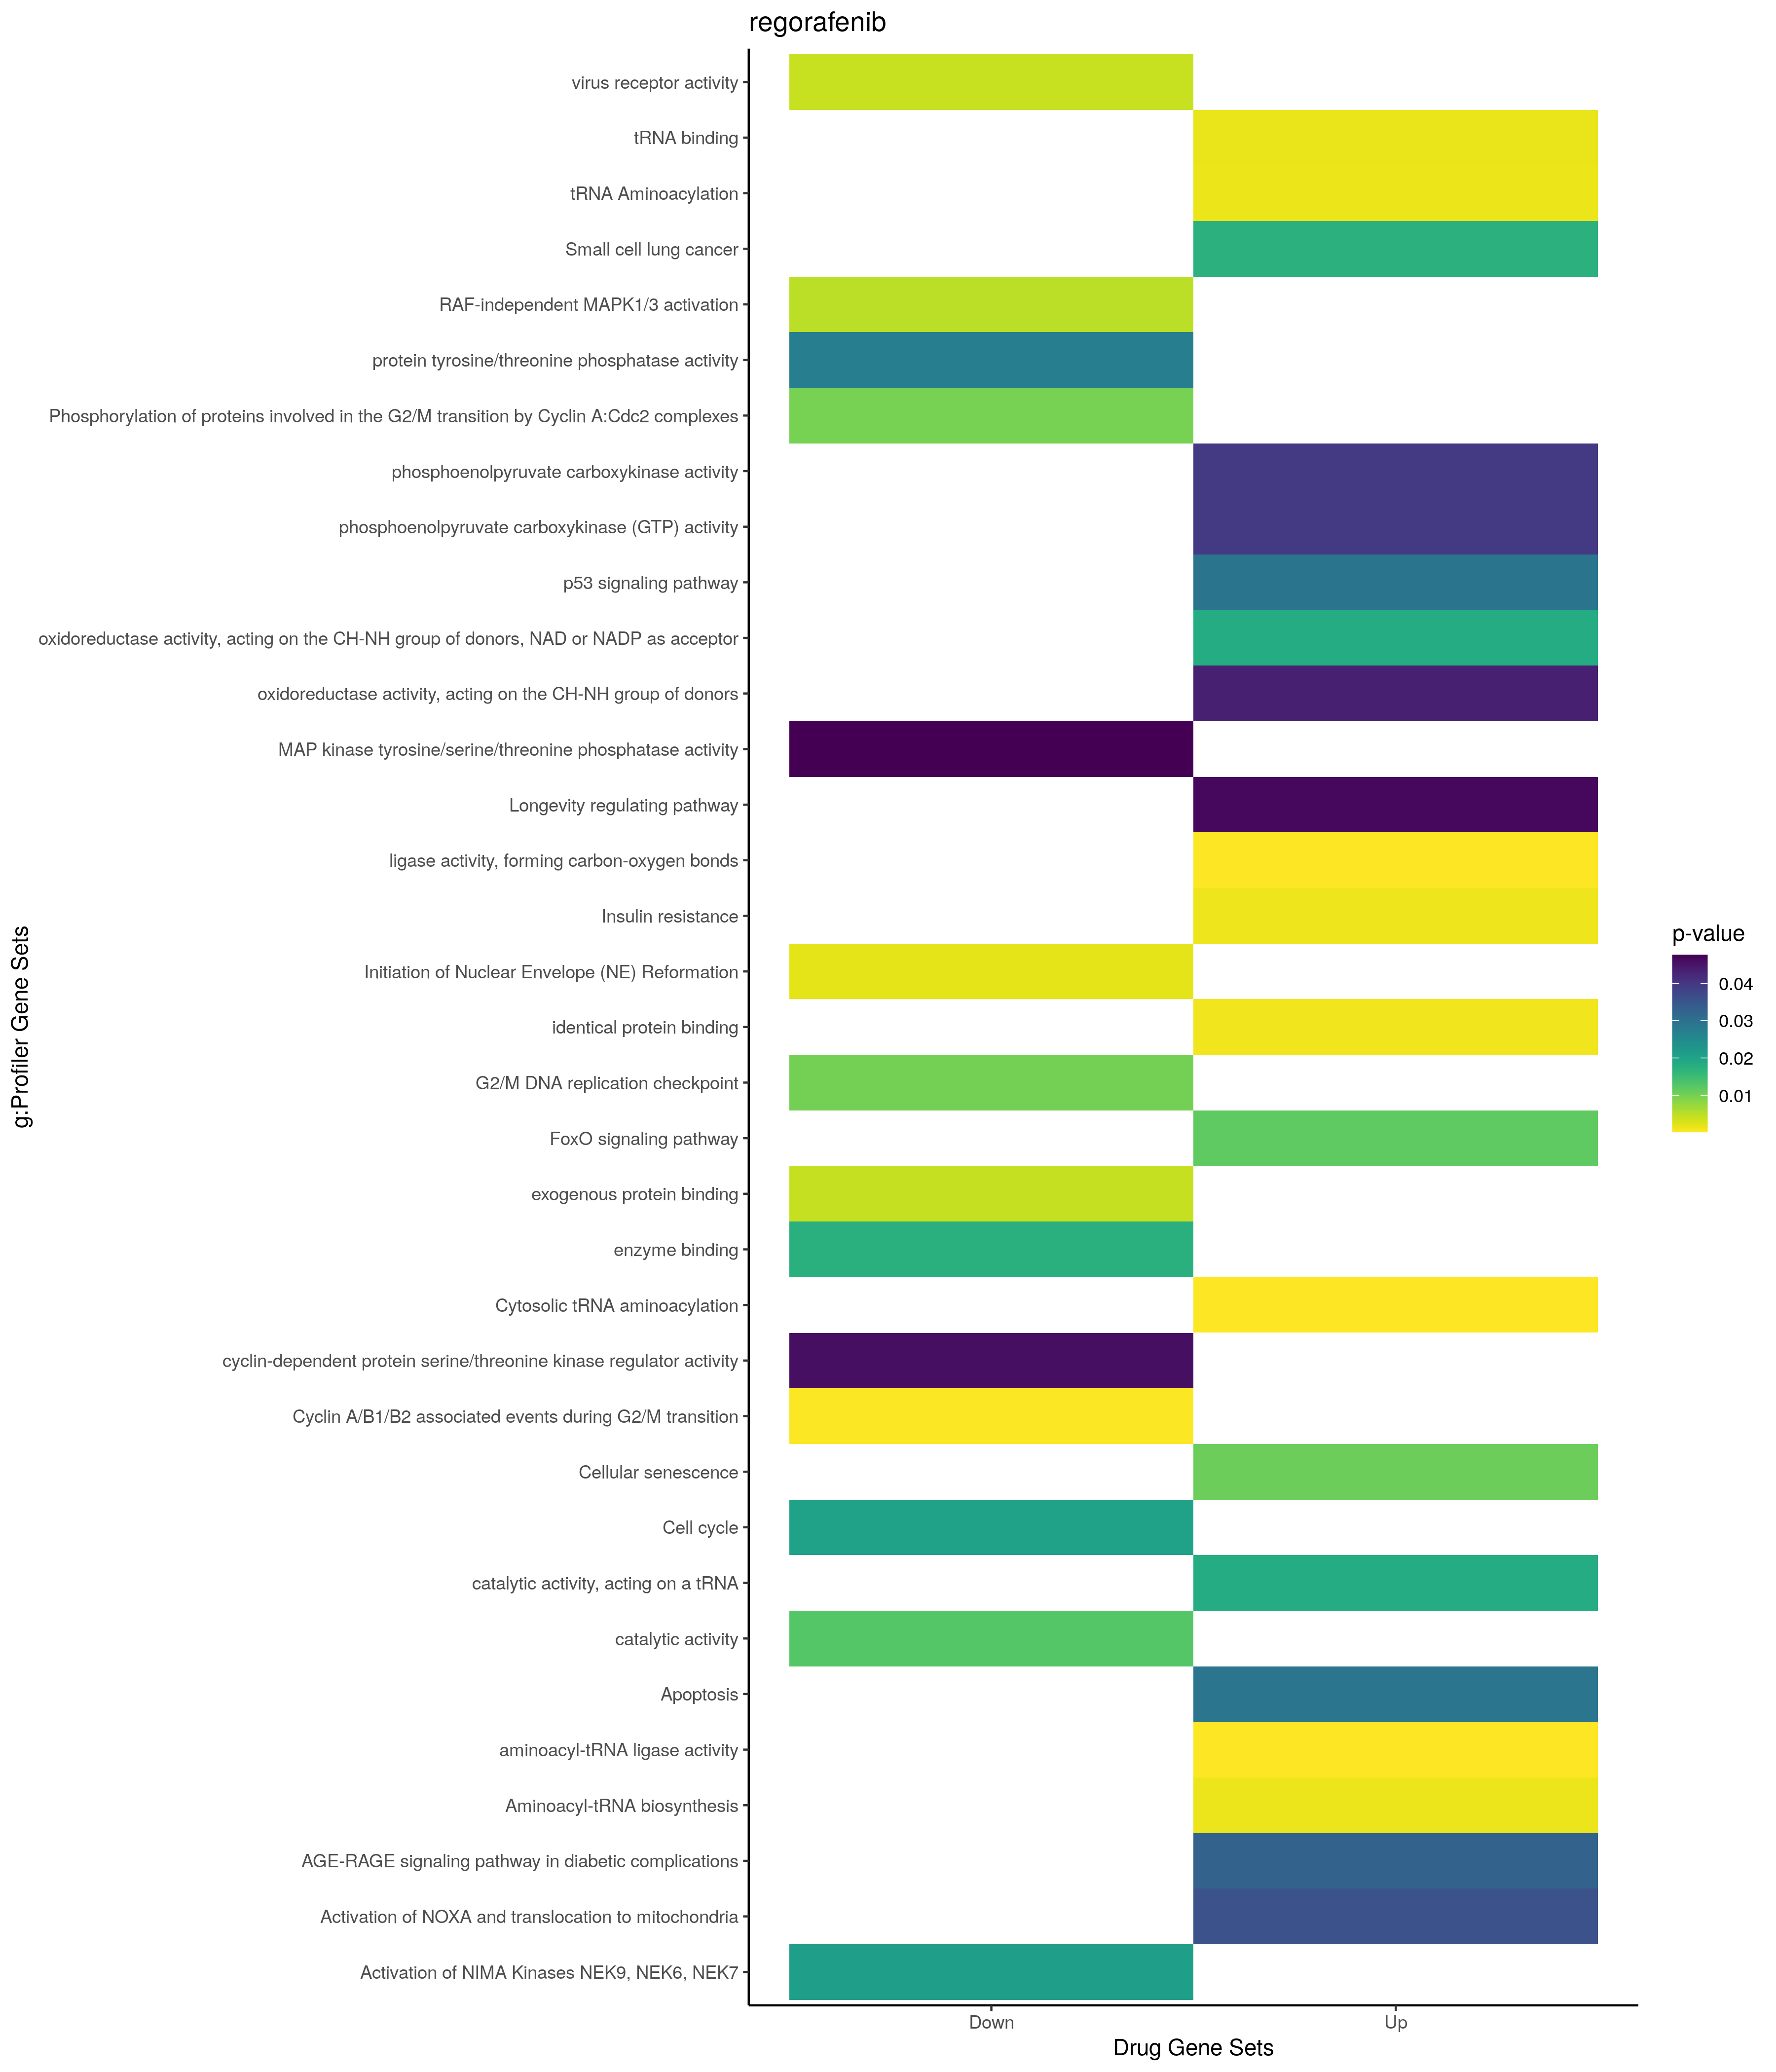 regorafenib
virus receptor activity
tRNA binding
tRNA Aminoacylation
Small cell lung cancer
RAF-independent MAPK1/3 activation
protein tyrosine/threonine phosphatase activity
Phosphorylation of proteins involved in the G2/M transition by Cyclin A:Cdc2 complexes
phosphoenolpyruvate carboxykinase activity
phosphoenolpyruvate carboxykinase (GTP) activity
p53 signaling pathway
oxidoreductase activity, acting on the CH-NH group of donors, NAD or NADP as acceptor
oxidoreductase activity, acting on the CH-NH group of donors
MAP kinase tyrosine/serine/threonine phosphatase activity
Longevity regulating pathway
ligase activity, forming carbon-oxygen bonds
Insulin resistance
Initiation of Nuclear Envelope (NE) Reformation
identical protein binding
G2/M DNA replication checkpoint
FoxO signaling pathway
exogenous protein binding
enzyme binding
Cytosolic tRNA aminoacylation
cyclin-dependent protein serine/threonine kinase regulator activity
Cyclin A/B1/B2 associated events during G2/M transition
Cellular senescence
Cell cycle
catalytic activity, acting on a tRNA
catalytic activity
Apoptosis
aminoacyl-tRNA ligase activity
Aminoacyl-tRNA biosynthesis
AGE-RAGE signaling pathway in diabetic complications
Activation of NOXA and translocation to mitochondria
Activation of NIMA Kinases NEK9, NEK6, NEK7
g:Profiler Gene Sets
Down
Up
Drug Gene Sets
p-value
0.04
0.03
0.02
0.01